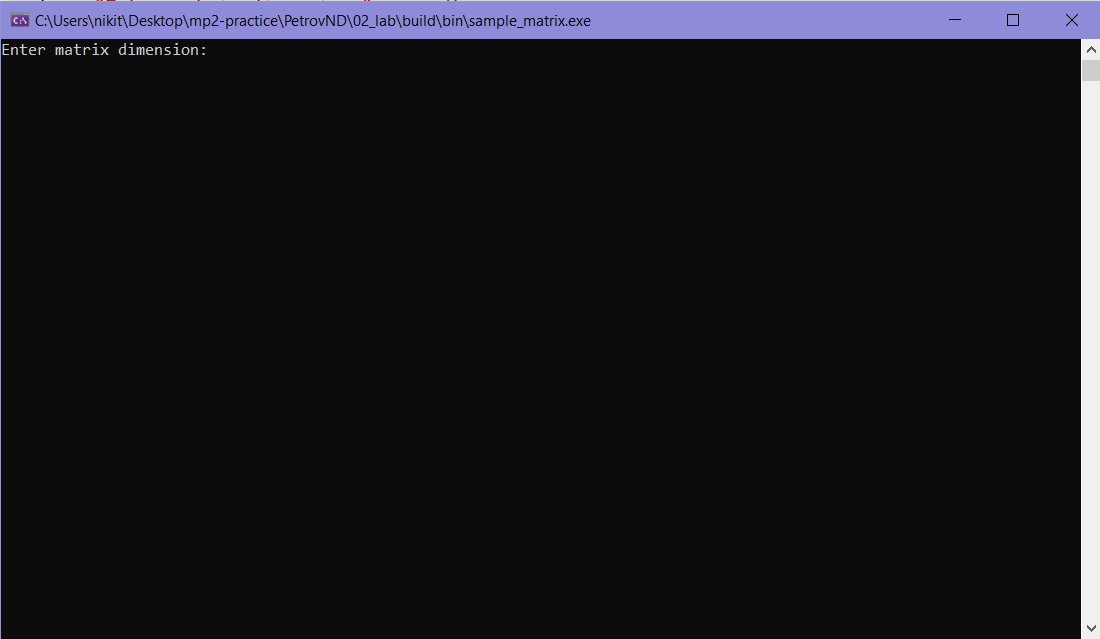 C:\Users\nikit\Desktop\mp2-practice\PetrovND\02_lab\build\bin\sample_matrix.exe
Enter matrix dimension: